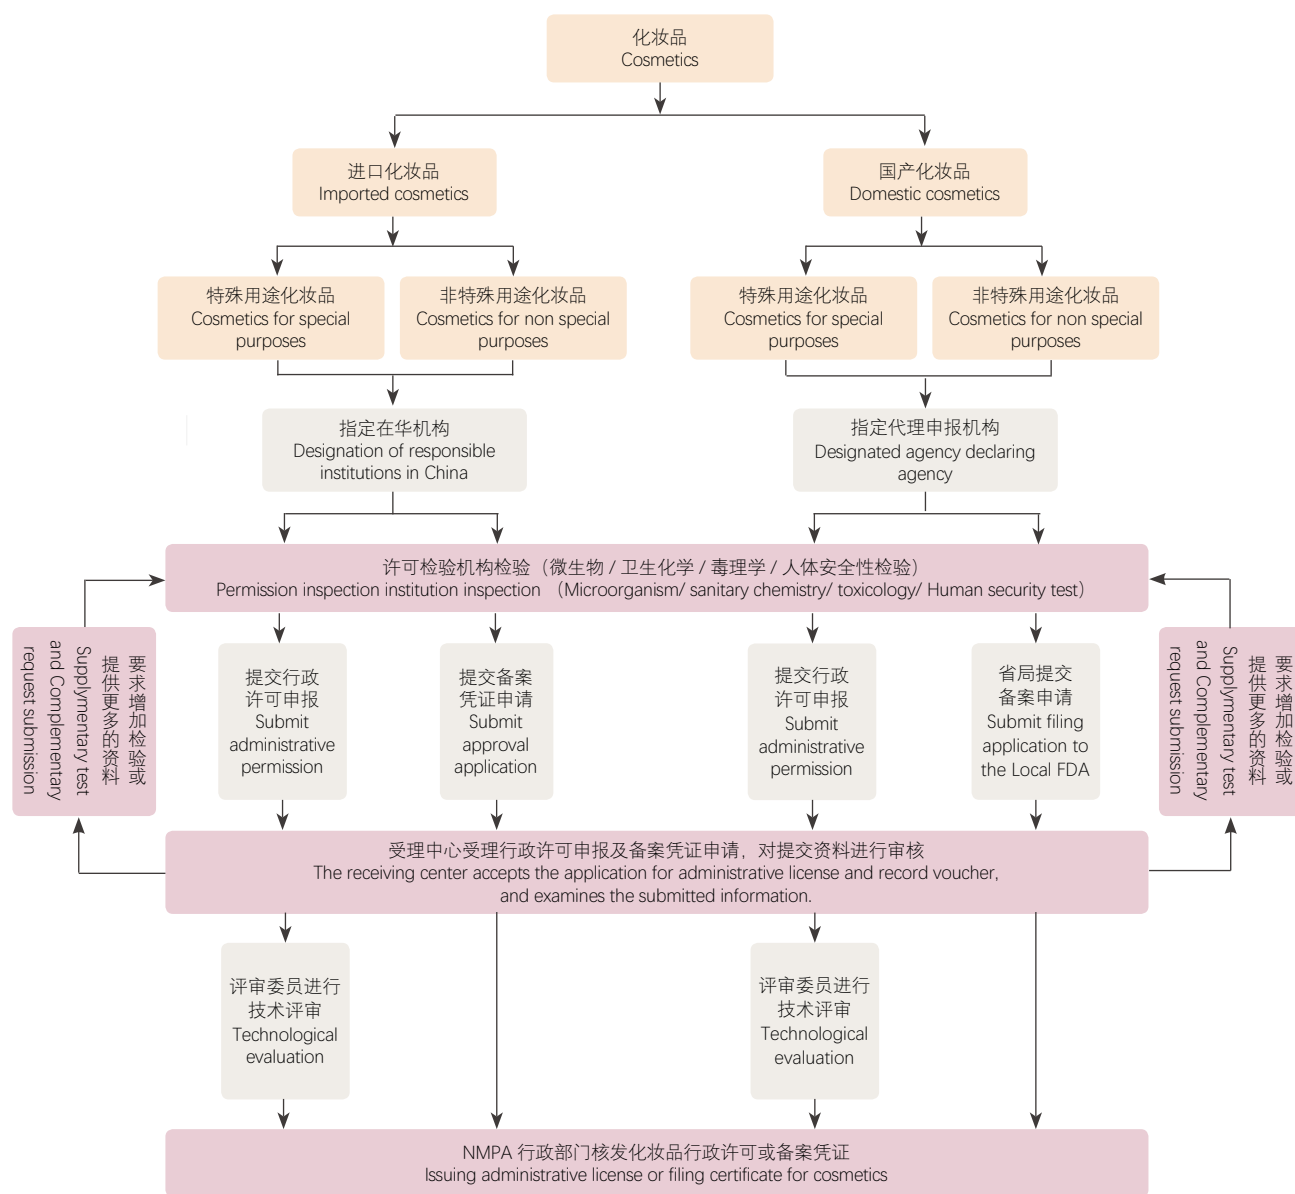 化妆品
Cosmetics
进口化妆品
Imported cosmetics
国产化妆品
Domestic cosmetics
特殊用途化妆品
Cosmetics for special
purposes
非特殊用途化妆品
Cosmetics for non special
purposes
特殊用途化妆品
Cosmetics for special
purposes
非特殊用途化妆品
Cosmetics for non special
purposes
指定在华机构
Designation of responsible
institutions in China
指定代理申报机构
Designated agency declaring
agency
许可检验机构检验（微生物 / 卫生化学 / 毒理学 / 人体安全性检验）
Permission inspection institution inspection （Microorganism/ sanitary chemistry/ toxicology/ Human security test）
要求增加检验或
提供更多的资料
Supplymentary test
and Complementary
request submission
提交行政
许可申报
Submit
administrative
permission
提交备案
凭证申请
Submit
approval
application
提交行政
许可申报
Submit
administrative
permission
省局提交
备案申请
Submit filing
application to
the Local FDA
要求增加检验或
提供更多的资料
Supplymentary test
and Complementary
request submission
受理中心受理行政许可申报及备案凭证申请，对提交资料进行审核
The receiving center accepts the application for administrative license and record voucher,
and examines the submitted information.
评审委员进行
技术评审
Technological
evaluation
评审委员进行
技术评审
Technological
evaluation
NMPA 行政部门核发化妆品行政许可或备案凭证
Issuing administrative license or filing certificate for cosmetics